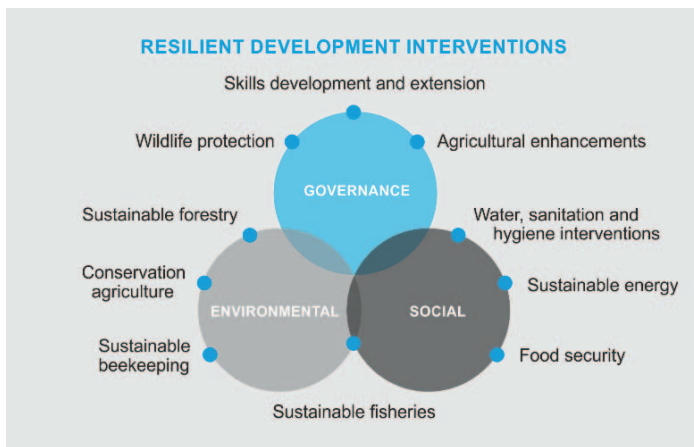 RESILIENT DEVELOPMENT INTERVENTIONS
Skills development and extension
Wildlife protection
Agricultural enhancements
GOVERNANCE
Sustainable forestry
Water, sanitation and
hygiene interventions
Conservation
agriculture
Sustainable energy
ENVIRONMENTAL
SOCIAL
Sustainable
beekeeping
Food security
Sustainable fisheries